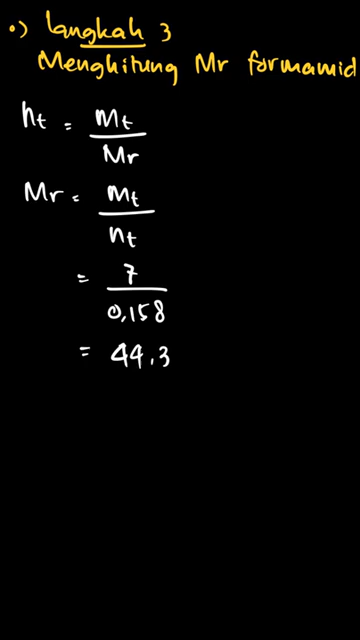 •) Langkah 3
Menghitung Mr formamid
nt = mt / Mr
Mr = mt / nt
= 7 / 0,158
= 44.3